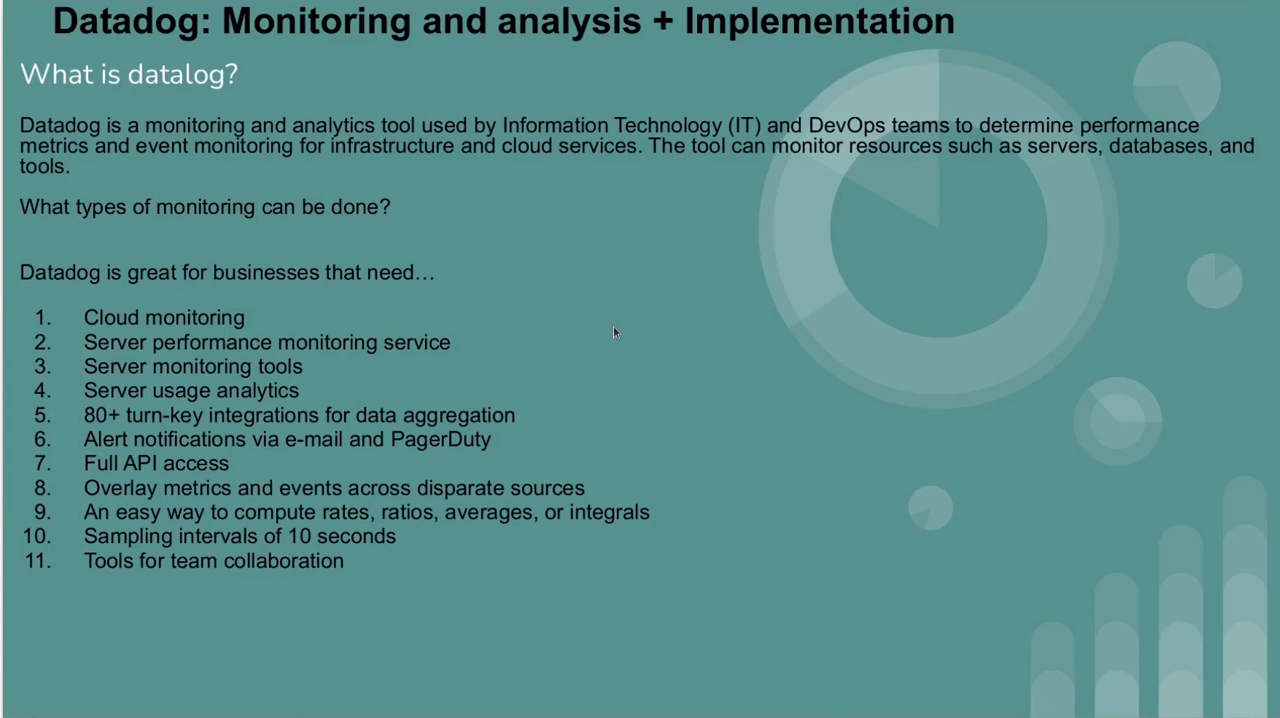 Datadog: Monitoring and analysis + Implementation
What is datalog?
Datadog is a monitoring and analytics tool used by Information Technology (IT) and DevOps teams to determine performance
metrics and event monitoring for infrastructure and cloud services. The tool can monitor resources such as servers, databases, and
tools.
What types of monitoring can be done?
Datadog is great for businesses that need…
1. Cloud monitoring
2. Server performance monitoring service
3. Server monitoring tools
4. Server usage analytics
5. 80+ turn-key integrations for data aggregation
6. Alert notifications via e-mail and PagerDuty
7. Full API access
8. Overlay metrics and events across disparate sources
9. An easy way to compute rates, ratios, averages, or integrals
10. Sampling intervals of 10 seconds
11. Tools for team collaboration